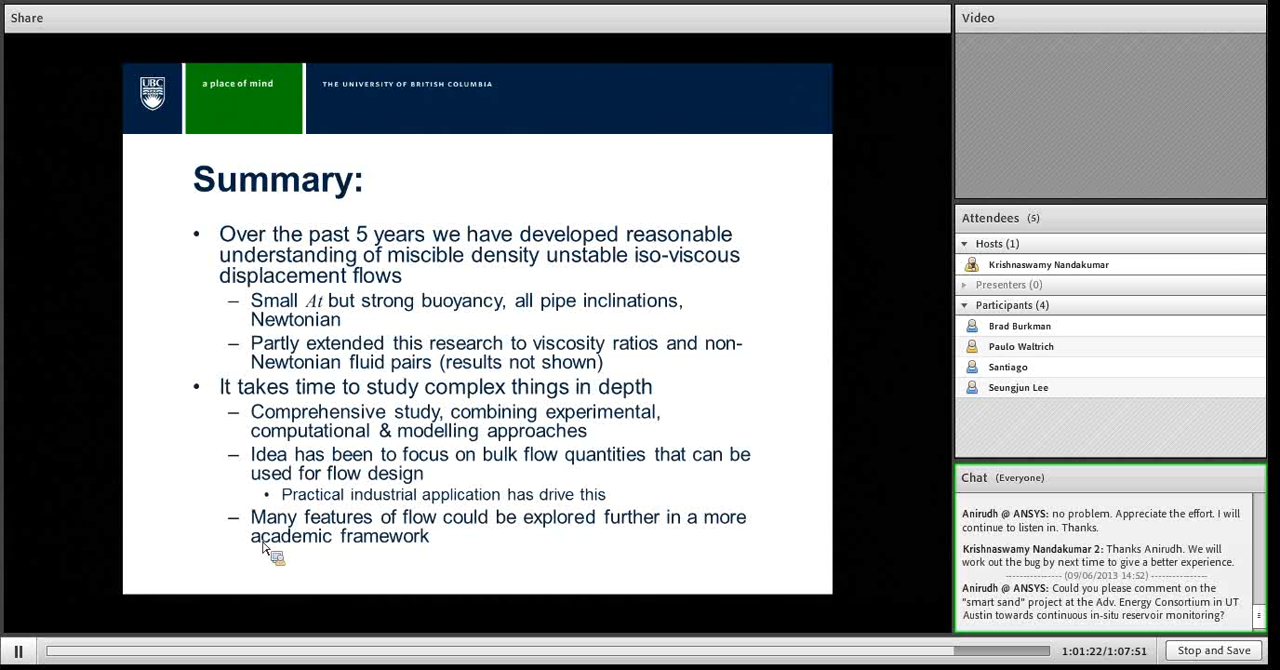 Share
UBC
a place of mind
THE UNIVERSITY OF BRITISH COLUMBIA
Summary:
• Over the past 5 years we have developed reasonable
understanding of miscible density unstable iso-viscous
displacement flows
– Small At but strong buoyancy, all pipe inclinations,
Newtonian
– Partly extended this research to viscosity ratios and non-
Newtonian fluid pairs (results not shown)
• It takes time to study complex things in depth
– Comprehensive study, combining experimental,
computational & modelling approaches
– Idea has been to focus on bulk flow quantities that can be
used for flow design
• Practical industrial application has drive this
– Many features of flow could be explored further in a more
academic framework
Video
Attendees (5)
Hosts (1)
Krishnaswamy Nandakumar
Presenters (0)
Participants (4)
Brad Burkman
Paulo Waltrich
Santiago
Seungjun Lee
Chat (Everyone)
Anirudh @ ANSYS: no problem. Appreciate the effort. I will
continue to listen in. Thanks.
Krishnaswamy Nandakumar 2: Thanks Anirudh. We will
work out the bug by next time to give a better experience.
---------------- (09/06/2013 14:52) ----------------
Anirudh @ ANSYS: Could you please comment on the
"smart sand" project at the Adv. Energy Consortium in UT
Austin towards continuous in-situ reservoir monitoring?
1:01:22/1:07:51
Stop and Save